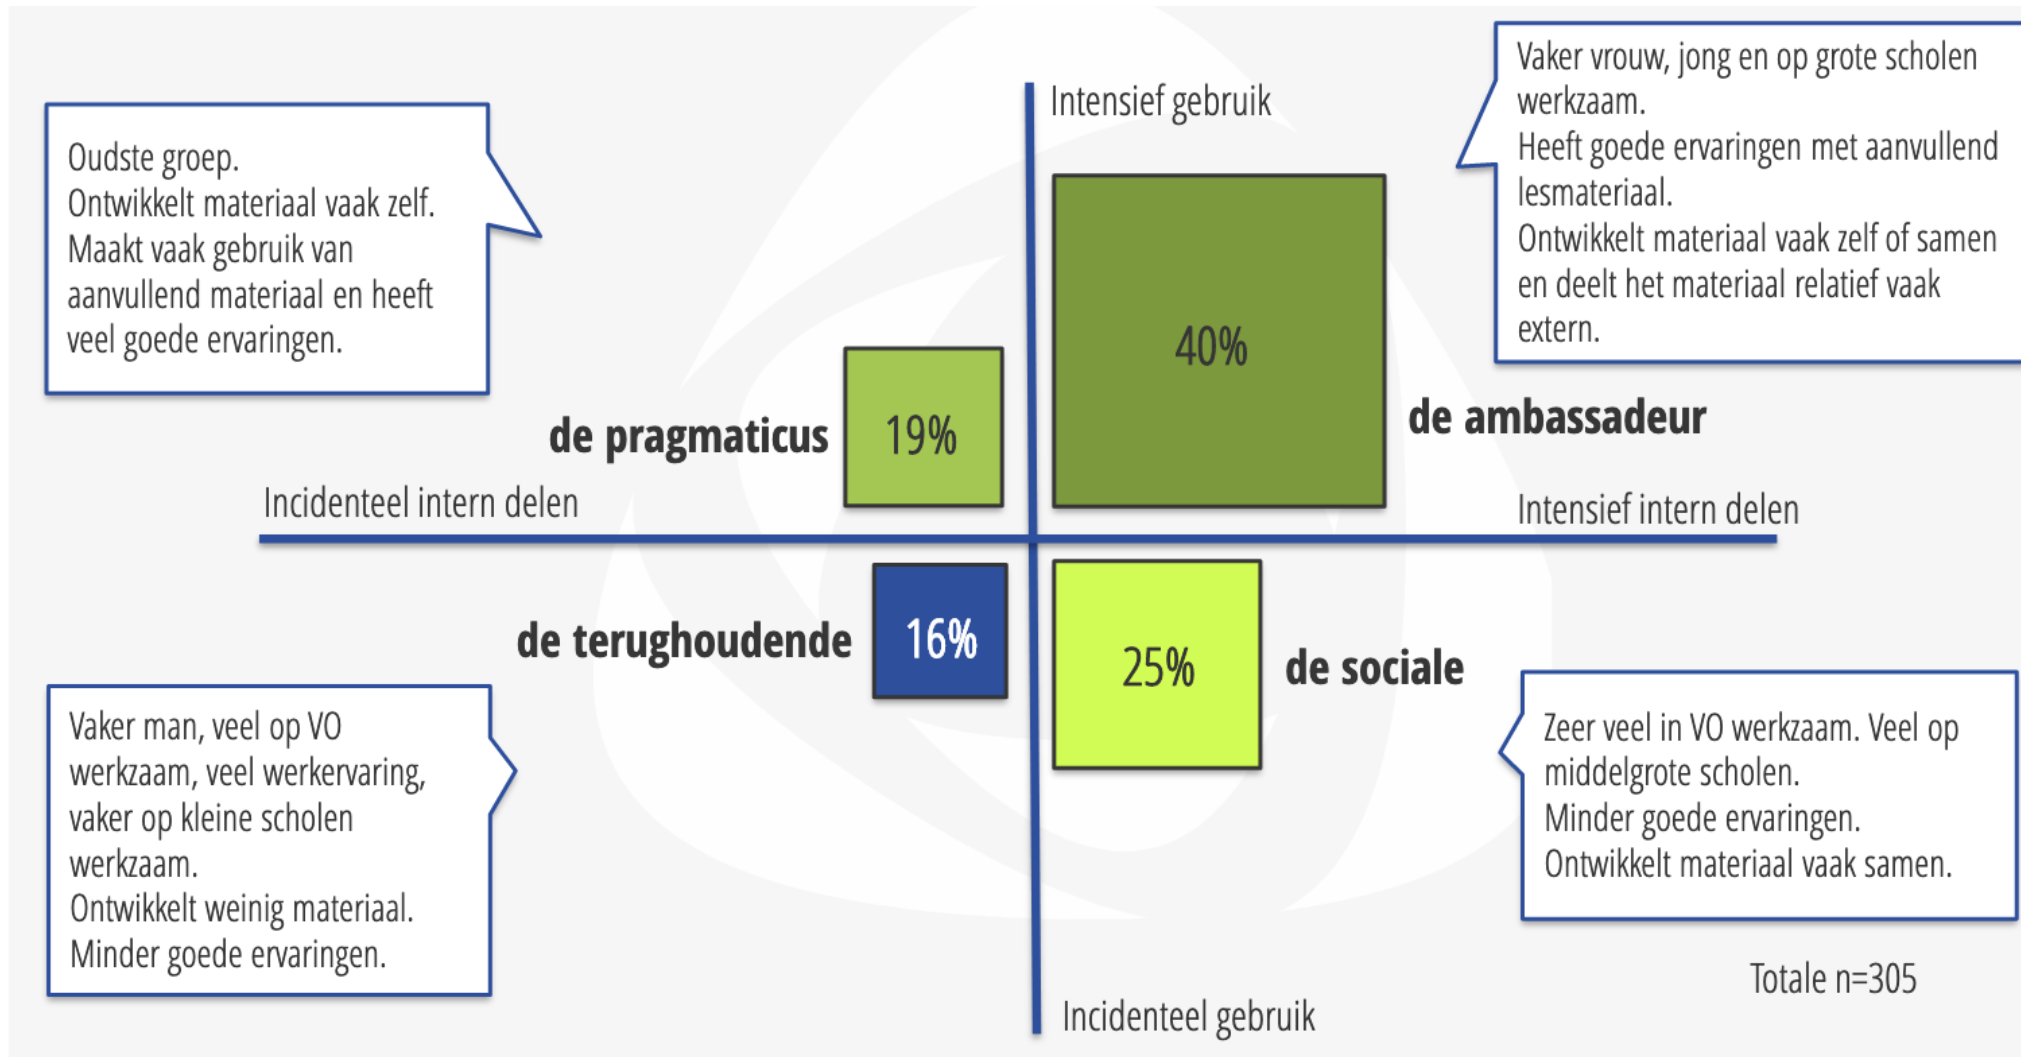 Vaker vrouw, jong en op grote scholen
werkzaam.
Heeft goede ervaringen met aanvullend
lesmateriaal.
Ontwikkelt materiaal vaak zelf of samen
en deelt het materiaal relatief vaak
extern.
Intensief gebruik
Oudste groep.
Ontwikkelt materiaal vaak zelf.
Maakt vaak gebruik van
aanvullend materiaal en heeft
veel goede ervaringen.
40%
de ambassadeur
de pragmaticus
19%
Incidenteel intern delen
Intensief intern delen
de terughoudende
16%
25%
de sociale
Vaker man, veel op VO
werkzaam, veel werkervaring,
vaker op kleine scholen
werkzaam.
Ontwikkelt weinig materiaal.
Minder goede ervaringen.
Zeer veel in VO werkzaam. Veel op
middelgrote scholen.
Minder goede ervaringen.
Ontwikkelt materiaal vaak samen.
Totale n=305
Incidenteel gebruik